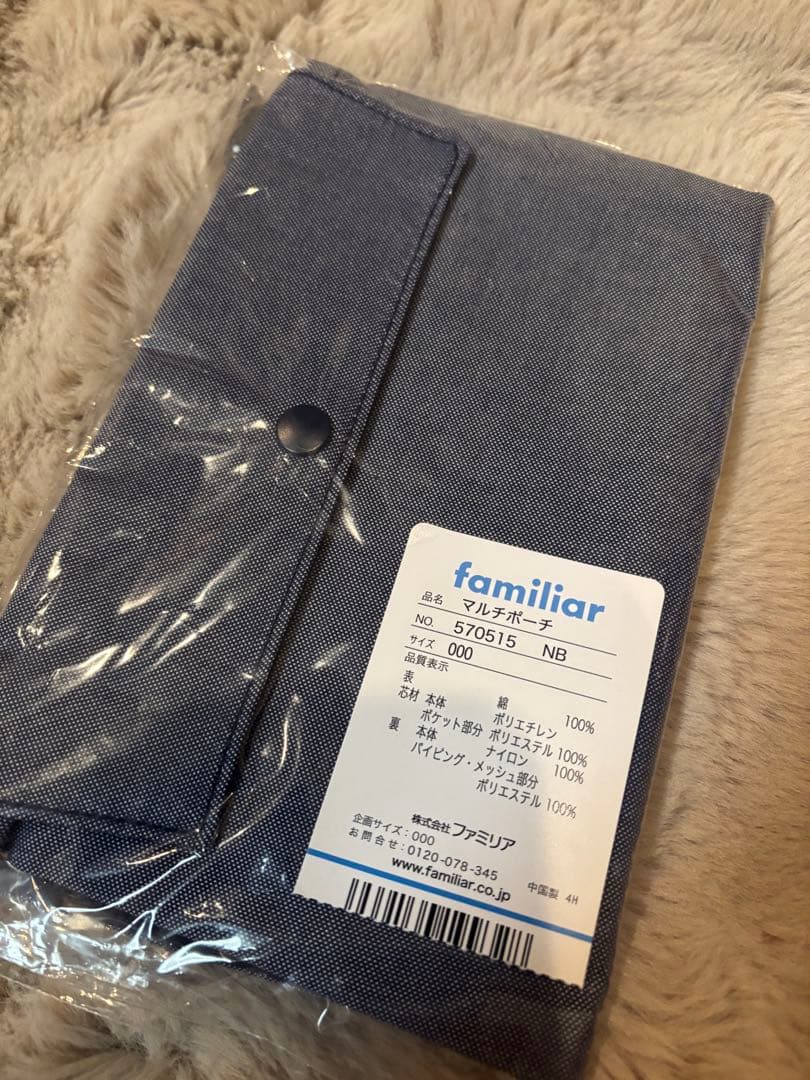 familiar
品名 マルチポーチ
NO. 570515 NB
サイズ 000
品質表示
表 綿 100%
芯材 本体 ポリエチレン 100%
ポケット部分 ポリエステル 100%
裏 本体 ナイロン 100%
パイピング・メッシュ部分
ポリエステル 100%
株式会社ファミリア
企画サイズ:000
お問合せ:0120-078-345
www.familiar.co.jp 中国製 4H